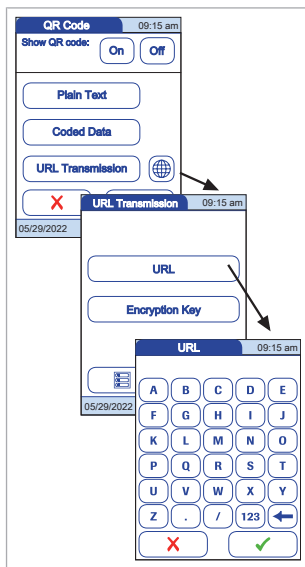 QR Code 09:15 am
Show QR code: On Off
Plain Text
Coded Data
URL Transmission
05/29/2022
URL Transmission 09:15 am
URL
Encryption Key
05/29/2022
URL 09:15 am
A B C D E
F G H I J
K L M N O
P Q R S T
U V W X Y
Z . / 123